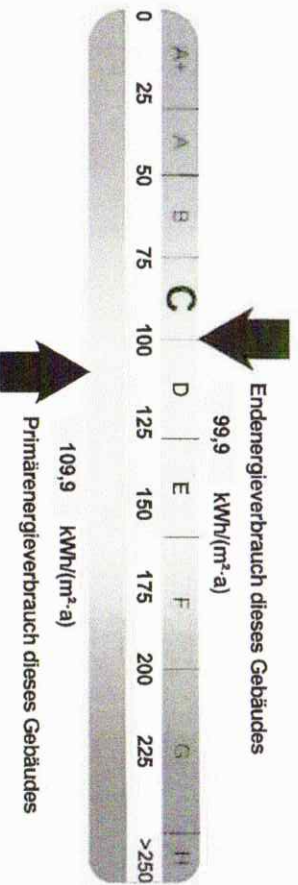 Endenergieverbrauch dieses Gebäudes
99,9 kWh/(m²·a)
A+ A B C D E F G H
0 25 50 75 100 125 150 175 200 225 >250
109,9 kWh/(m²·a)
Primärenergieverbrauch dieses Gebäudes